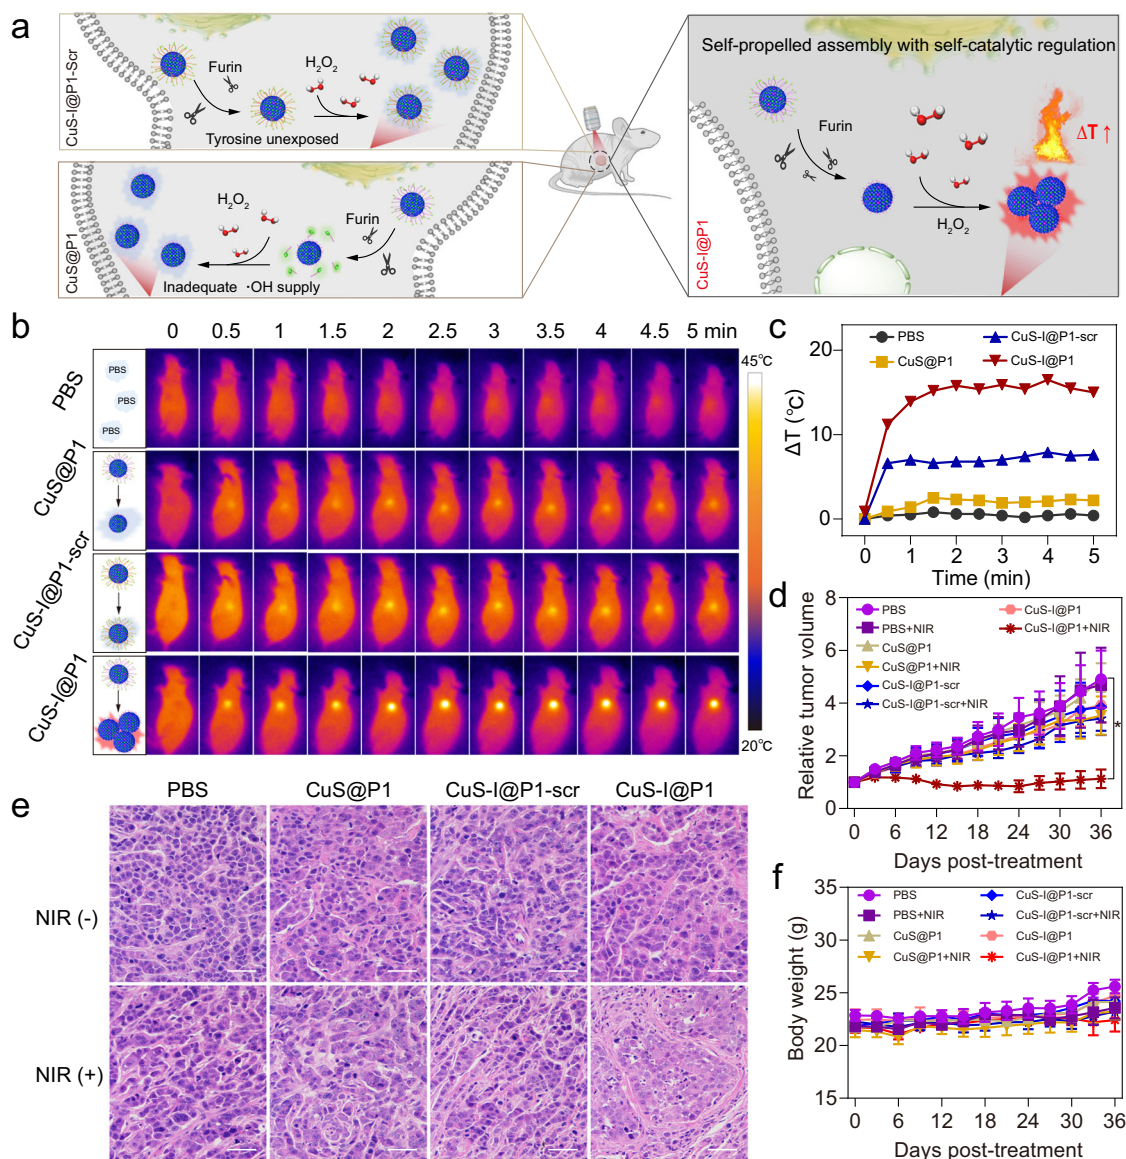 a
CuS-I@P1-Scr
Furin
H2O2
Tyrosine unexposed
CuS@P1
H2O2
Furin
Inadequate ·OH supply
Self-propelled assembly with self-catalytic regulation
Furin
ΔT ↑
H2O2
CuS-I@P1
b
0 0.5 1 1.5 2 2.5 3 3.5 4 4.5 5 min
PBS
PBS
PBS
PBS
CuS@P1
CuS-I@P1-scr
CuS-I@P1
45°C
20°C
c
PBS
CuS-I@P1-scr
CuS@P1
CuS-I@P1
ΔT (°C)
20
10
0
0 1 2 3 4 5
Time (min)
d
PBS
CuS-I@P1
PBS+NIR
CuS-I@P1+NIR
CuS@P1
CuS@P1+NIR
CuS-I@P1-scr
CuS-I@P1-scr+NIR
Relative tumor volume
8
6
4
2
0
*
0 6 12 18 24 30 36
Days post-treatment
e
PBS CuS@P1 CuS-I@P1-scr CuS-I@P1
NIR (-)
NIR (+)
f
PBS
CuS-I@P1-scr
PBS+NIR
CuS-I@P1-scr+NIR
CuS@P1
CuS-I@P1
CuS@P1+NIR
CuS-I@P1+NIR
Body weight (g)
35
30
25
20
15
0 6 12 18 24 30 36
Days post-treatment